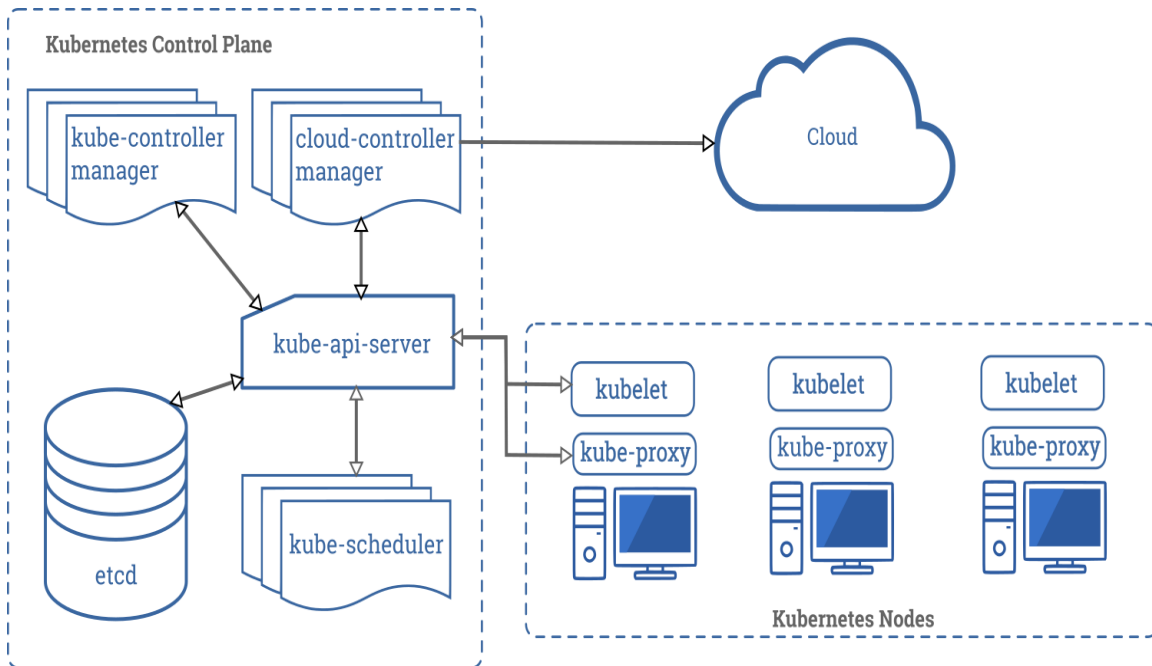 Kubernetes Control Plane
kube-controller
manager
cloud-controller
manager
Cloud
kube-api-server
etcd
kube-scheduler
kubelet
kube-proxy
kubelet
kube-proxy
kubelet
kube-proxy
Kubernetes Nodes